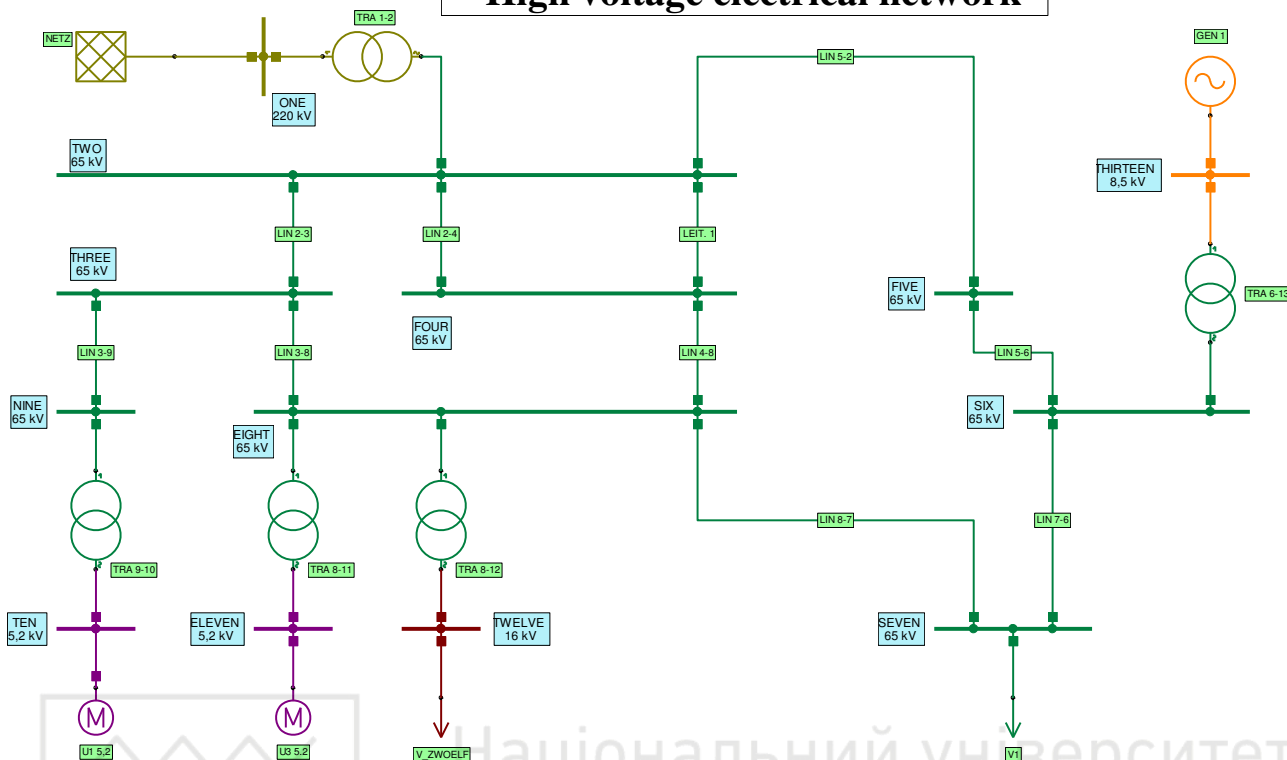 High voltage electrical network
TRA 1-2
NETZ
GEN 1
LIN 5-2
ONE
220 kV
TWO
65 kV
THIRTEEN
8,5 kV
LIN 2-3
LIN 2-4
LEIT. 1
THREE
65 kV
FIVE
65 kV
TRA 6-13
FOUR
65 kV
LIN 3-9
LIN 3-8
LIN 4-8
LIN 5-6
NINE
65 kV
SIX
65 kV
EIGHT
65 kV
LIN 8-7
LIN 7-6
TRA 9-10
TRA 8-11
TRA 8-12
TEN
5,2 kV
ELEVEN
5,2 kV
TWELVE
16 kV
SEVEN
65 kV
M
M
U1 5,2
U3 5,2
V_ZWOELF
V1
Національний університет